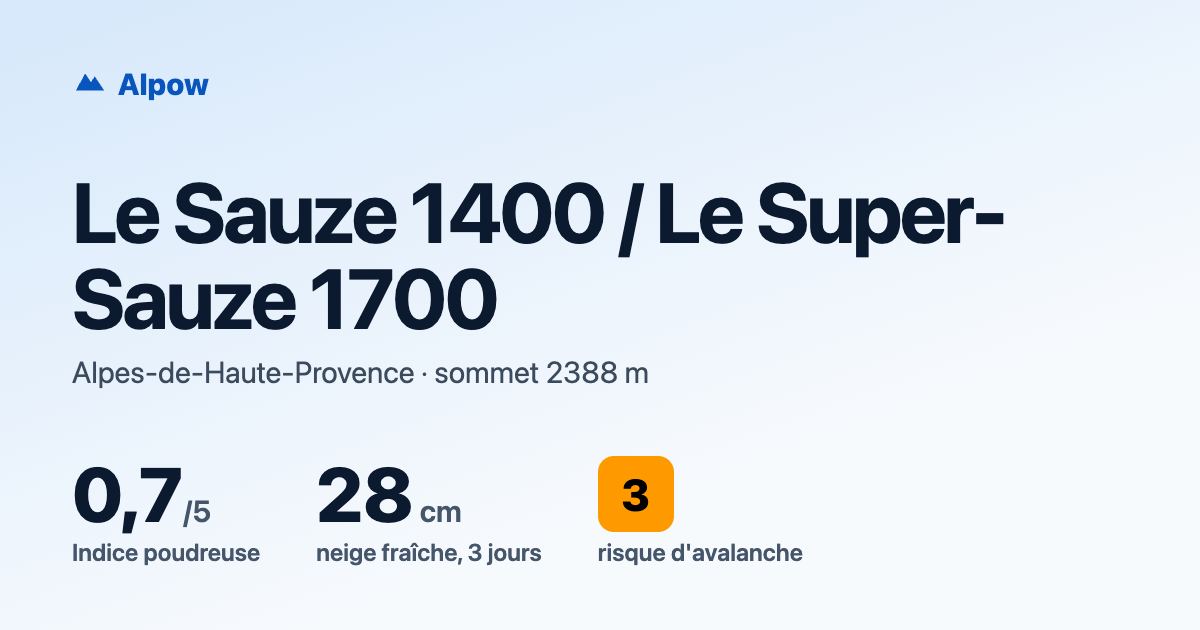 Alpow
Le Sauze 1400 / Le Super-
Sauze 1700
Alpes-de-Haute-Provence · sommet 2388 m
0,7 /5
28 cm
3
Indice poudreuse
neige fraîche, 3 jours
risque d'avalanche